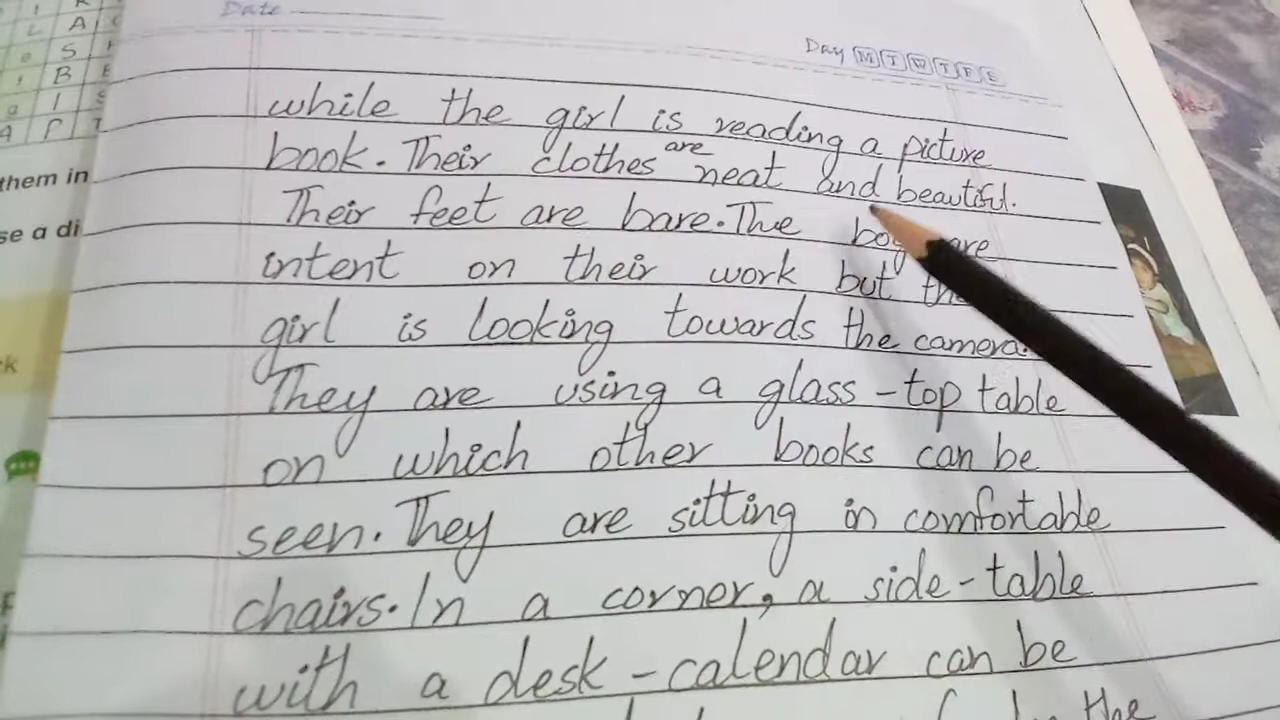 Date
Day M T W T F S
while the girl is reading a picture
book. Their clothes are neat and beautiful.
Their feet are bare. The boys are
intent on their work but the
girl is looking towards the camera.
They are using a glass-top table
on which other books can be
seen. They are sitting in comfortable
chairs. In a corner, a side-table
with a desk-calendar can be
the
them in
se a di